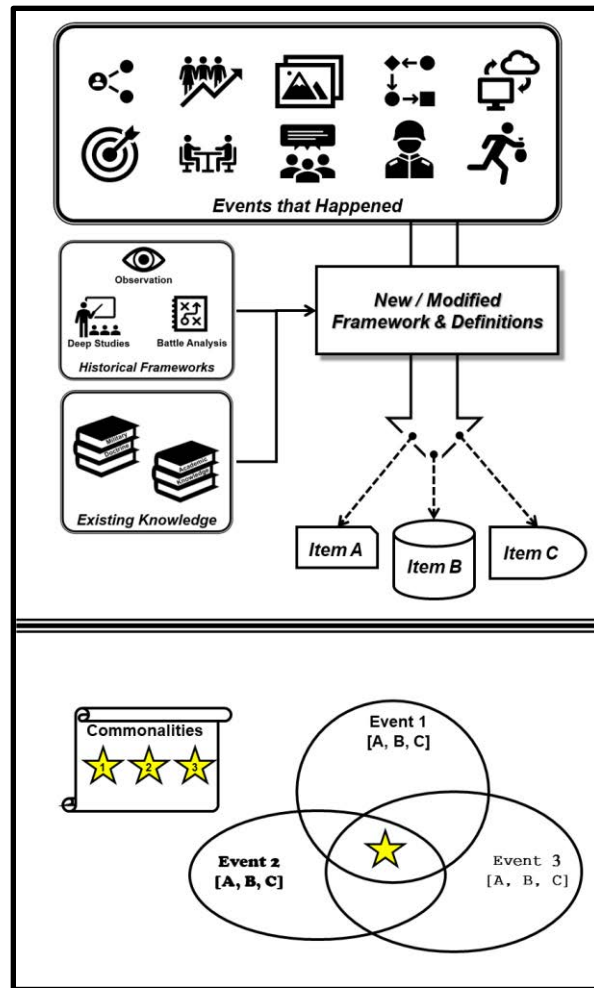 Events that Happened
Observation
Deep Studies
Battle Analysis
Historical Frameworks
New / Modified
Framework & Definitions
Military
Doctrine
Academic
Knowledge
Existing Knowledge
Item A
Item B
Item C
Commonalities
1 2 3
Event 1
[A, B, C]
Event 2
[A, B, C]
Event 3
[A, B, C]